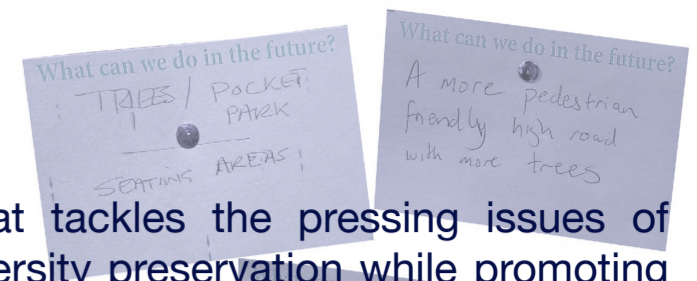 What can we do in the future?
TREES / POCKET
PARK
SEATING AREAS
What can we do in the future?
A more pedestrian
friendly high road
with more trees
at tackles the pressing issues of
ersity preservation while promoting